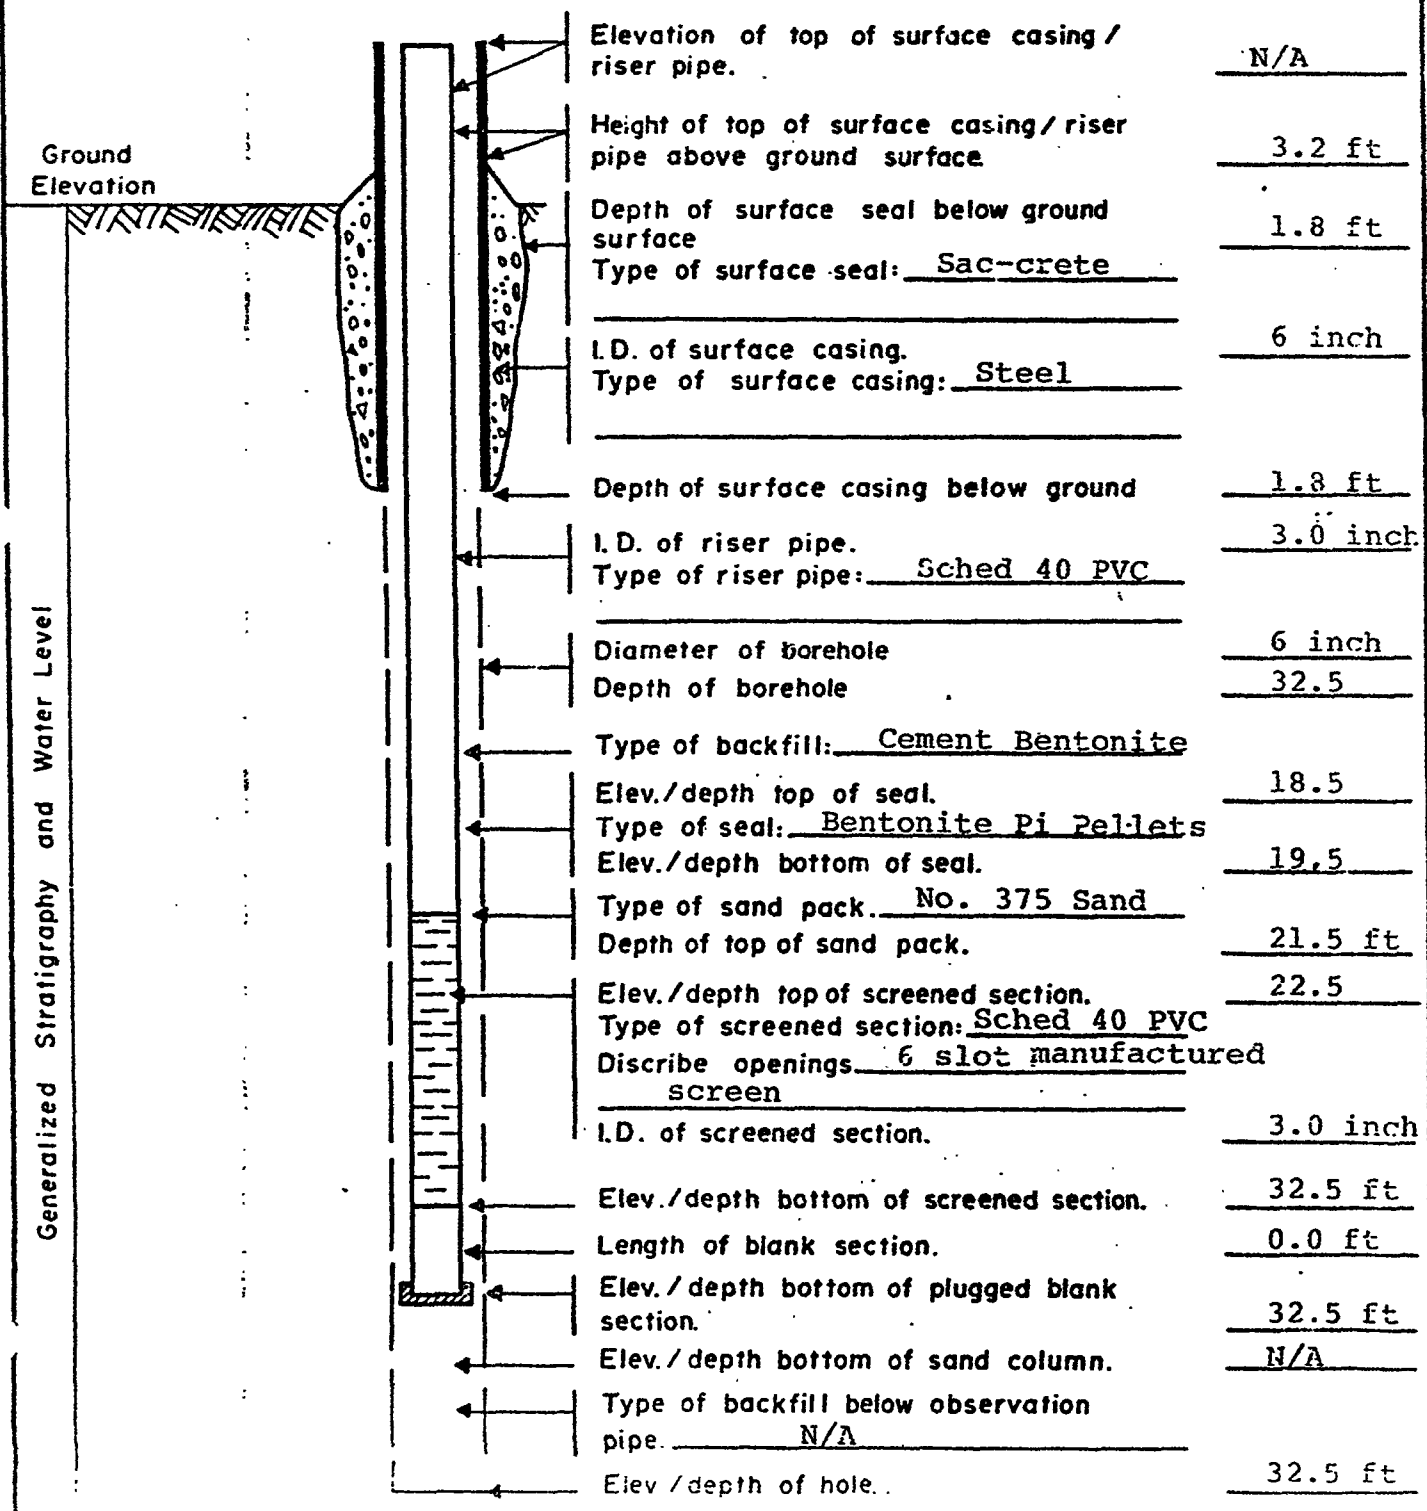 Elevation of top of surface casing / riser pipe. N/A
Height of top of surface casing / riser pipe above ground surface 3.2 ft
Ground Elevation
Depth of surface seal below ground surface 1.8 ft
Type of surface seal: Sac-crete
I.D. of surface casing. 6 inch
Type of surface casing: Steel
Depth of surface casing below ground 1.8 ft
I.D. of riser pipe. 3.0 inch
Type of riser pipe: Sched 40 PVC
Diameter of borehole 6 inch
Depth of borehole 32.5
Type of backfill: Cement Bentonite
Elev./depth top of seal. 18.5
Type of seal: Bentonite Pi Pellets
Elev./depth bottom of seal. 19.5
Type of sand pack. No. 375 Sand
Depth of top of sand pack. 21.5 ft
Elev./depth top of screened section. 22.5
Type of screened section: Sched 40 PVC
Discribe openings 6 slot manufactured
screen
I.D. of screened section. 3.0 inch
Elev./depth bottom of screened section. 32.5 ft
Length of blank section. 0.0 ft
Elev./depth bottom of plugged blank section. 32.5 ft
Elev./depth bottom of sand column. N/A
Type of backfill below observation
pipe. N/A
Elev/depth of hole. 32.5 ft
Generalized Stratigraphy and Water Level